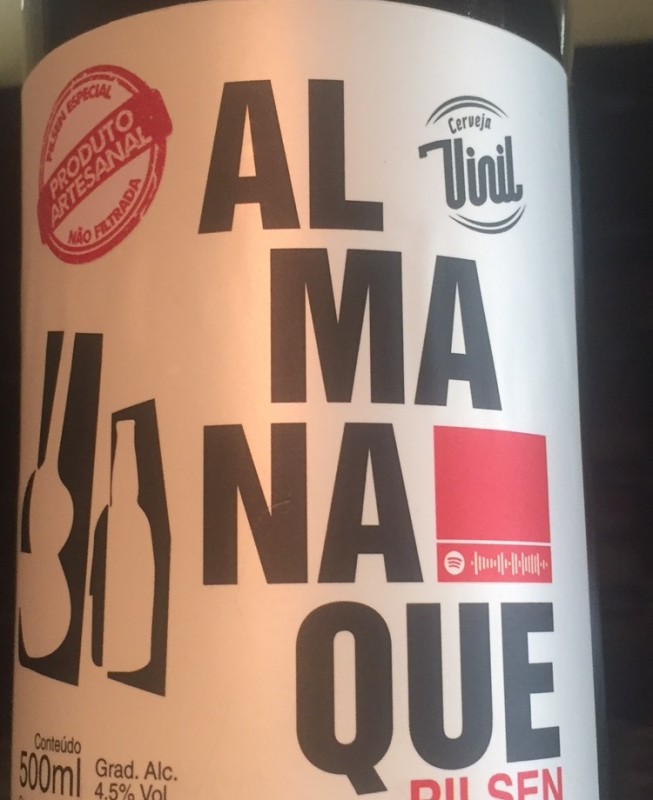 PILSEN ESPECIAL
PRODUTO
ARTESANAL
NÃO FILTRADA
Cerveja
Vinil
AL
MA
NA
QUE
PILSEN
Conteúdo
500ml
Grad. Alc.
4,5% Vol